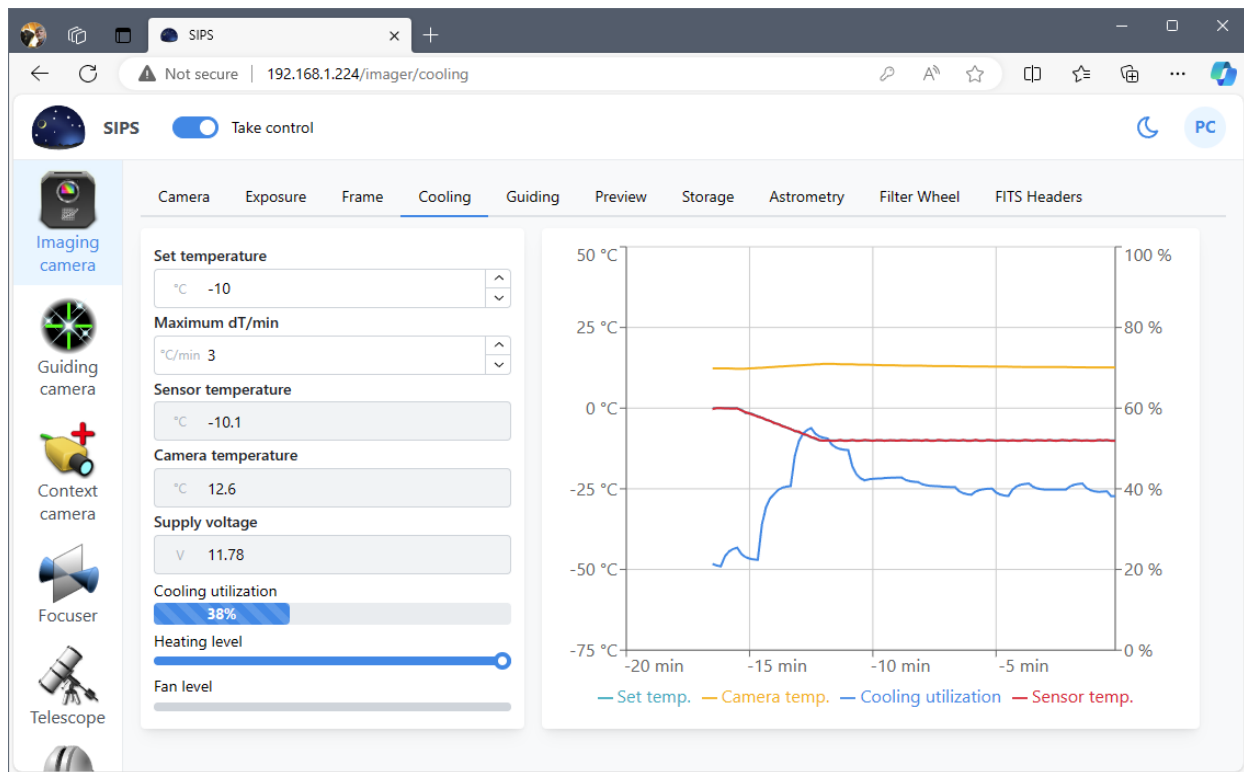 SIPS
Not secure | 192.168.1.224/imager/cooling
SIPS Take control PC
Camera Exposure Frame Cooling Guiding Preview Storage Astrometry Filter Wheel FITS Headers
Imaging
camera
Guiding
camera
Context
camera
Focuser
Telescope
Set temperature
°C -10
Maximum dT/min
°C/min 3
Sensor temperature
°C -10.1
Camera temperature
°C 12.6
Supply voltage
V 11.78
Cooling utilization
38%
Heating level
Fan level
50 °C 100 %
25 °C 80 %
0 °C 60 %
-25 °C 40 %
-50 °C 20 %
-75 °C 0 %
-20 min -15 min -10 min -5 min
Set temp. Camera temp. Cooling utilization Sensor temp.